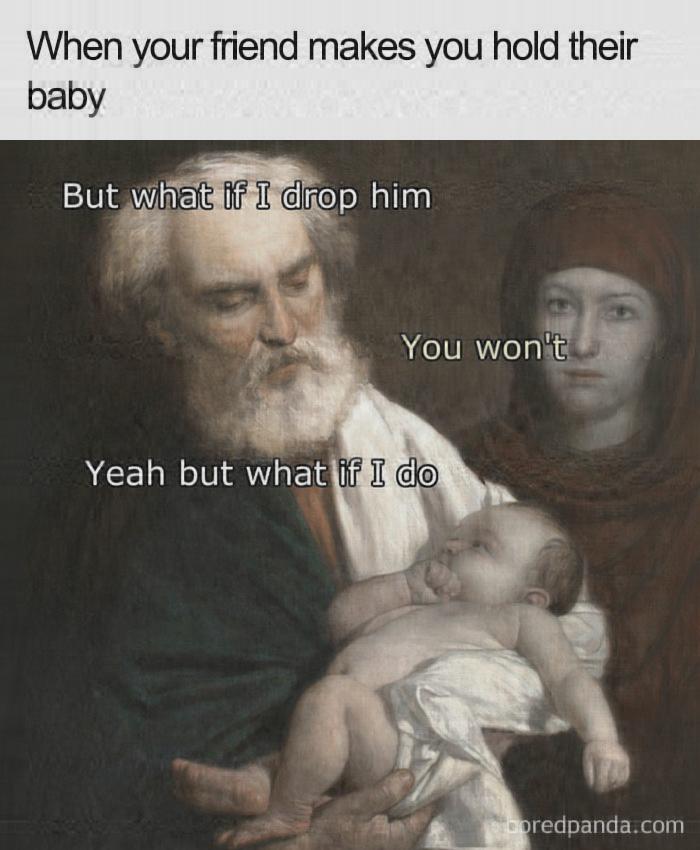 When your friend makes you hold their
baby
But what if I drop him
You won't
Yeah but what if I do
boredpanda.com